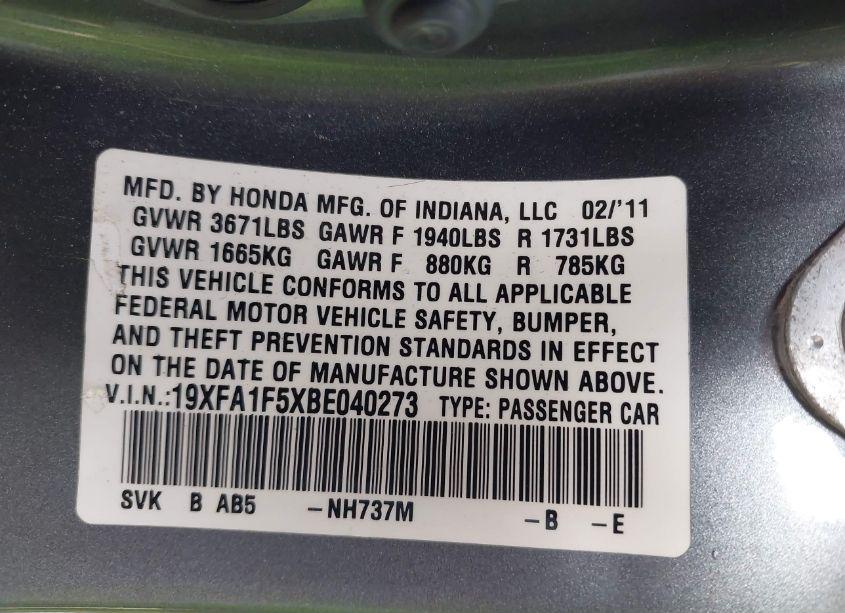 MFD. BY HONDA MFG. OF INDIANA, LLC 02/'11
GVWR 3671LBS GAWR F 1940LBS R 1731LBS
GVWR 1665KG GAWR F 880KG R 785KG
THIS VEHICLE CONFORMS TO ALL APPLICABLE
FEDERAL MOTOR VEHICLE SAFETY, BUMPER,
AND THEFT PREVENTION STANDARDS IN EFFECT
ON THE DATE OF MANUFACTURE SHOWN ABOVE.
V.I.N.:19XFA1F5XBE040273 TYPE: PASSENGER CAR
SVK B AB5 -NH737M -B -E